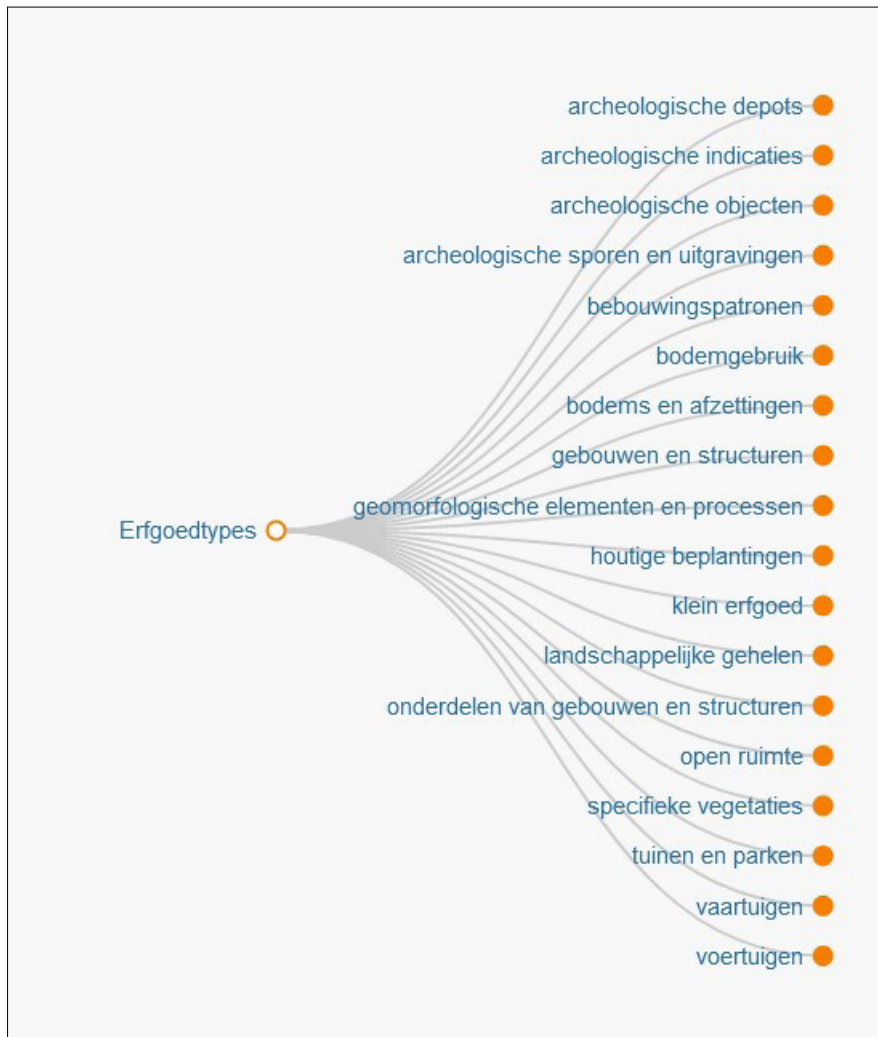 archeologische depots
archeologische indicaties
archeologische objecten
archeologische sporen en uitgravingen
bebouwingspatronen
bodemgebruik
bodems en afzettingen
gebouwen en structuren
geomorfologische elementen en processen
Erfgoedtypes
houtige beplantingen
klein erfgoed
landschappelijke gehelen
onderdelen van gebouwen en structuren
open ruimte
specifieke vegetaties
tuinen en parken
vaartuigen
voertuigen